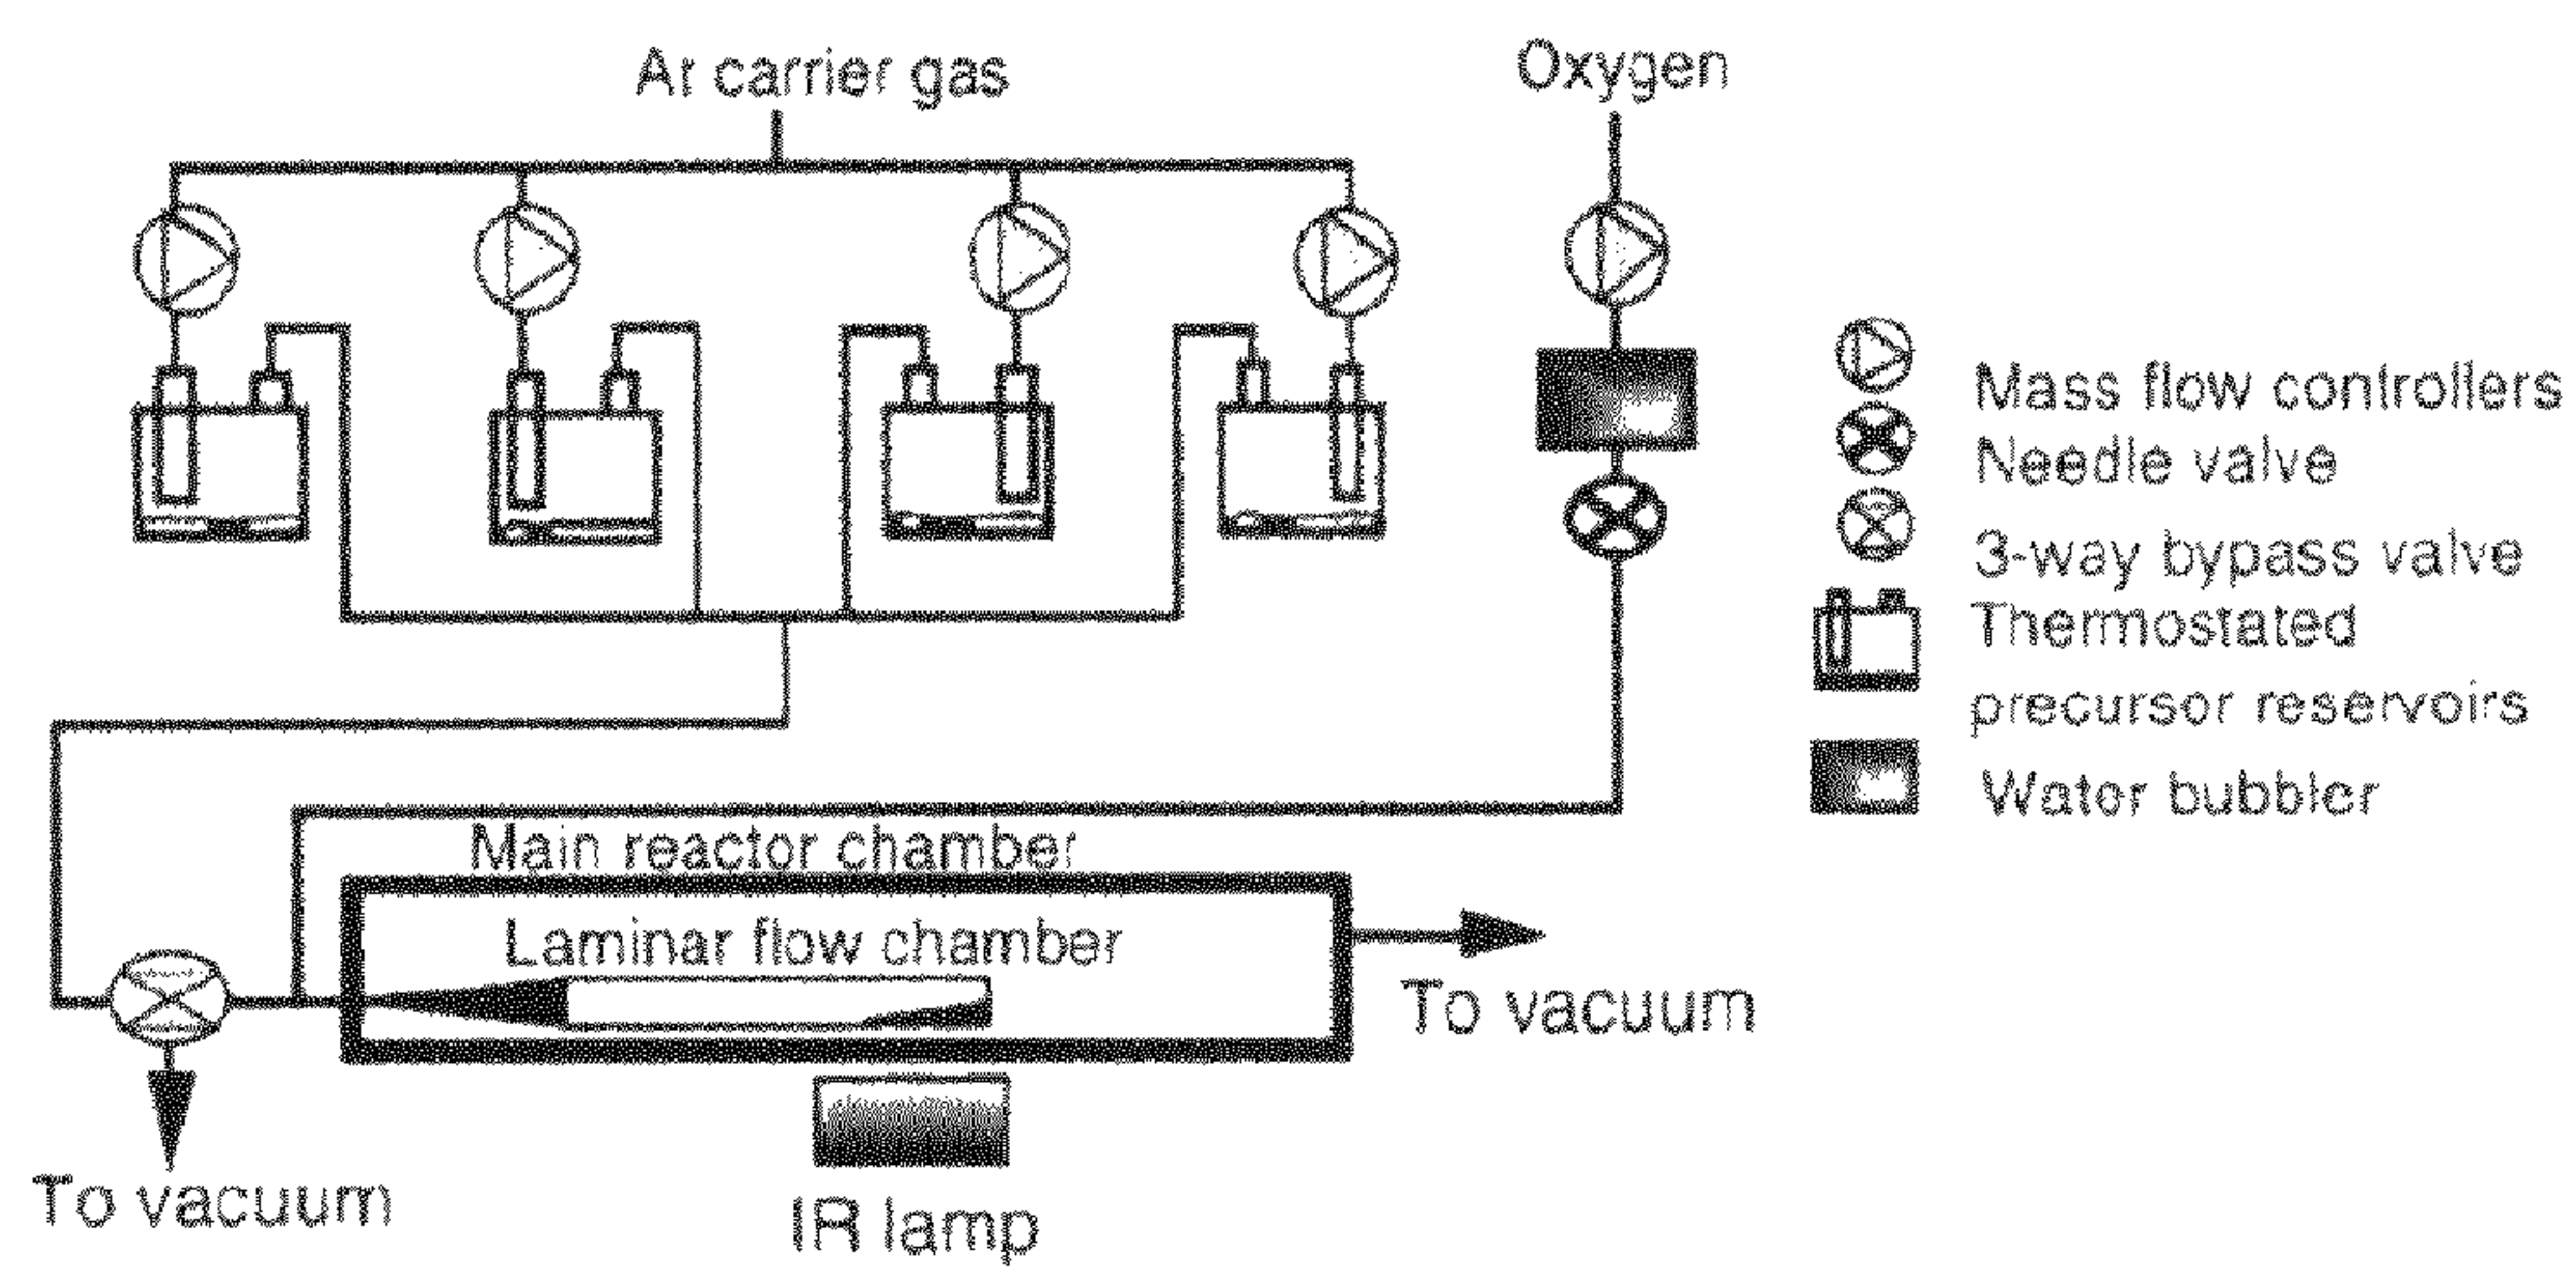 Ar carrier gas
Oxygen
Mass flow controllers
Needle valve
3-way bypass valve
Thermostated
precursor reservoirs
Water bubbler
Main reactor chamber
Laminar flow chamber
To vacuum
To vacuum
IR lamp